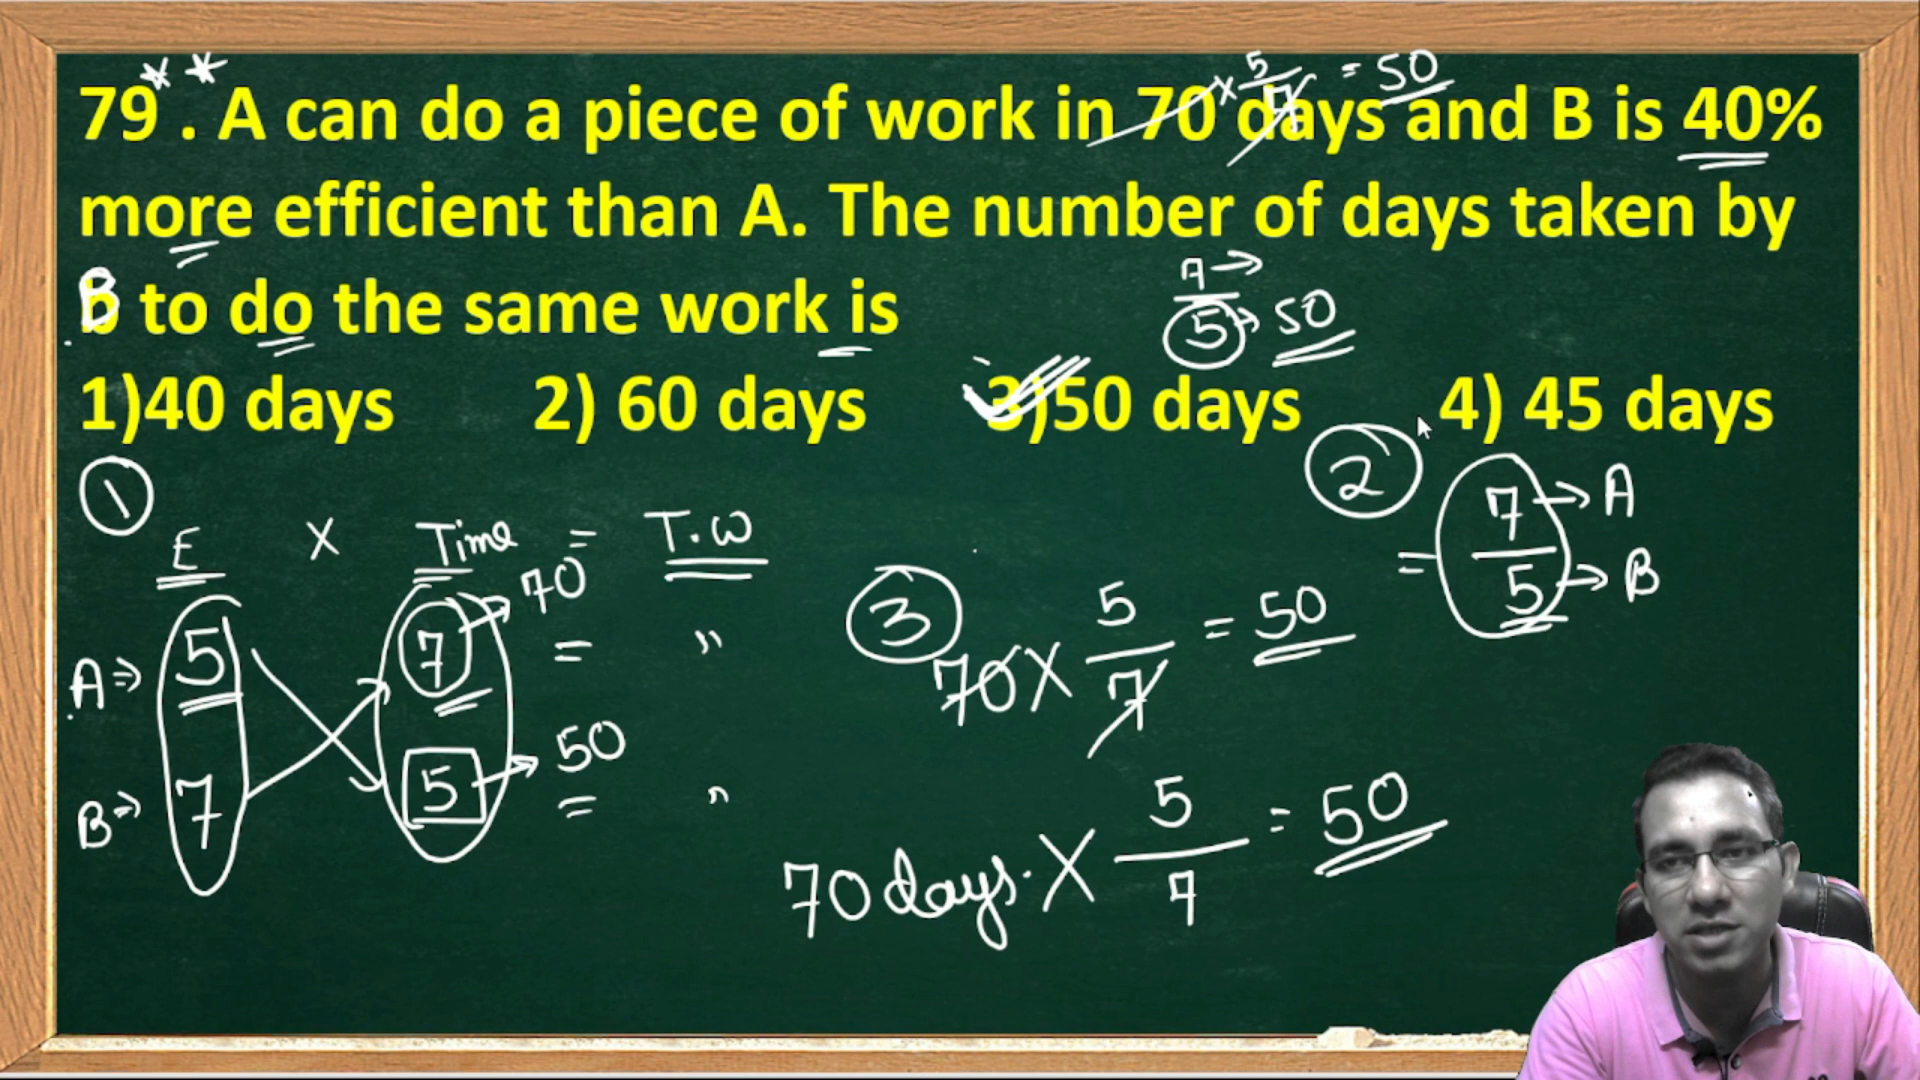 * *
× 5/7 = 50
79 . A can do a piece of work in 70 days and B is 40%
more efficient than A. The number of days taken by
B to do the same work is
7 →
5 → 50
1)40 days 2) 60 days 3)50 days 4) 45 days
1
E × Time = T.W
2
= 7/5
7 → A
5 → B
A ⇒ 5 7 → 70 = "
B ⇒ 7 5 → 50 = "
3
70 × 5/7 = 50
70 days. × 5/7 = 50